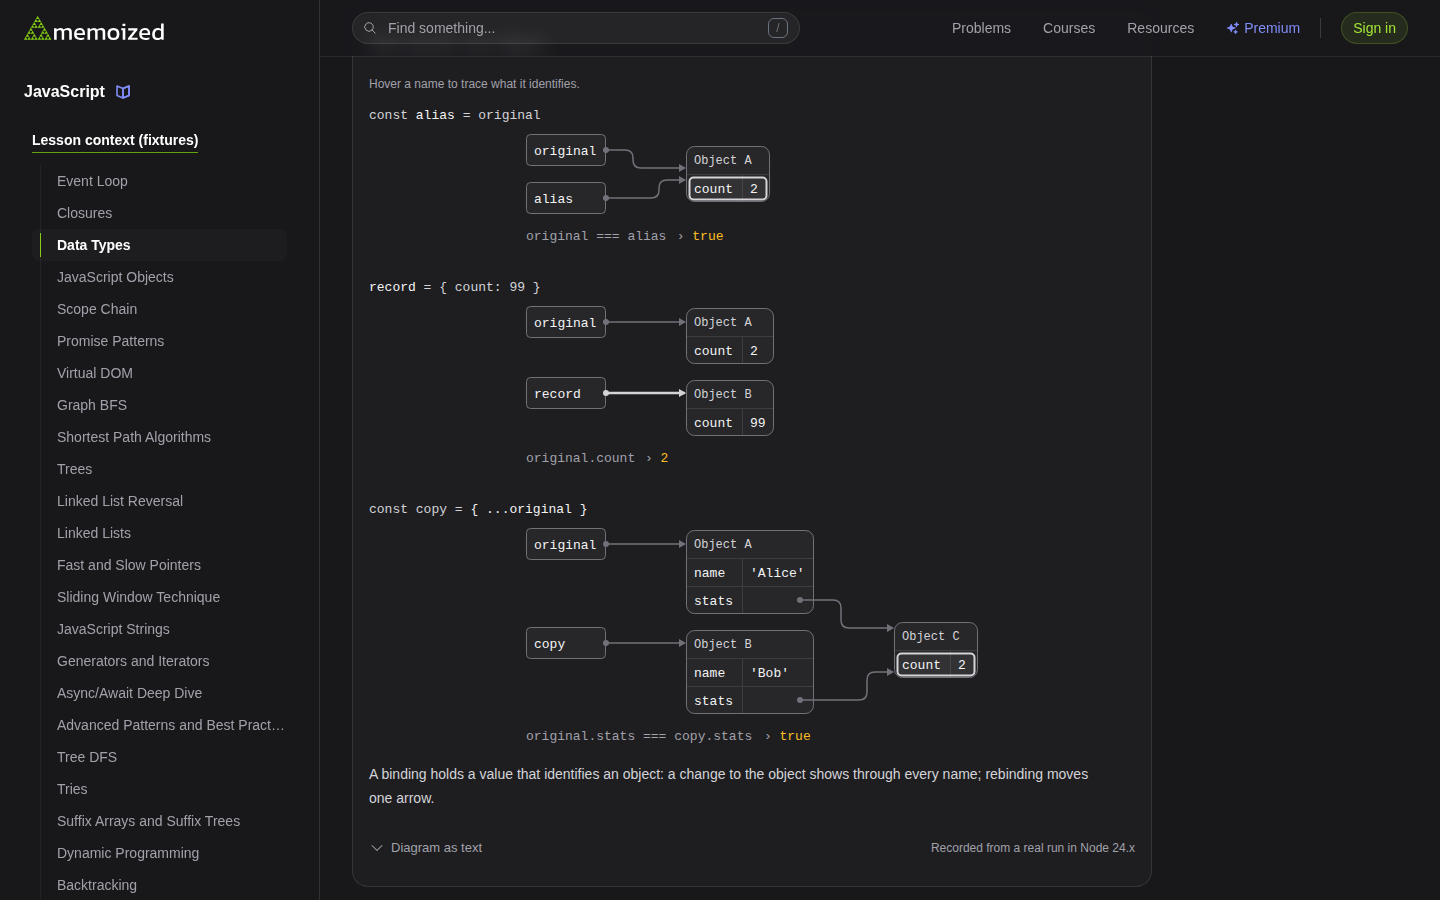 memoized
Find something...
/
Problems
Courses
Resources
Premium
Sign in
JavaScript
Lesson context (fixtures)
Event Loop
Closures
Data Types
JavaScript Objects
Scope Chain
Promise Patterns
Virtual DOM
Graph BFS
Shortest Path Algorithms
Trees
Linked List Reversal
Linked Lists
Fast and Slow Pointers
Sliding Window Technique
JavaScript Strings
Generators and Iterators
Async/Await Deep Dive
Advanced Patterns and Best Pract…
Tree DFS
Tries
Suffix Arrays and Suffix Trees
Dynamic Programming
Backtracking
Hover a name to trace what it identifies.
const alias = original
original
Object A
count 2
alias
original === alias › true
record = { count: 99 }
original
Object A
count 2
record
Object B
count 99
original.count › 2
const copy = { ...original }
original
Object A
name 'Alice'
stats
copy
Object B
name 'Bob'
stats
Object C
count 2
original.stats === copy.stats › true
A binding holds a value that identifies an object: a change to the object shows through every name; rebinding moves
one arrow.
Diagram as text
Recorded from a real run in Node 24.x